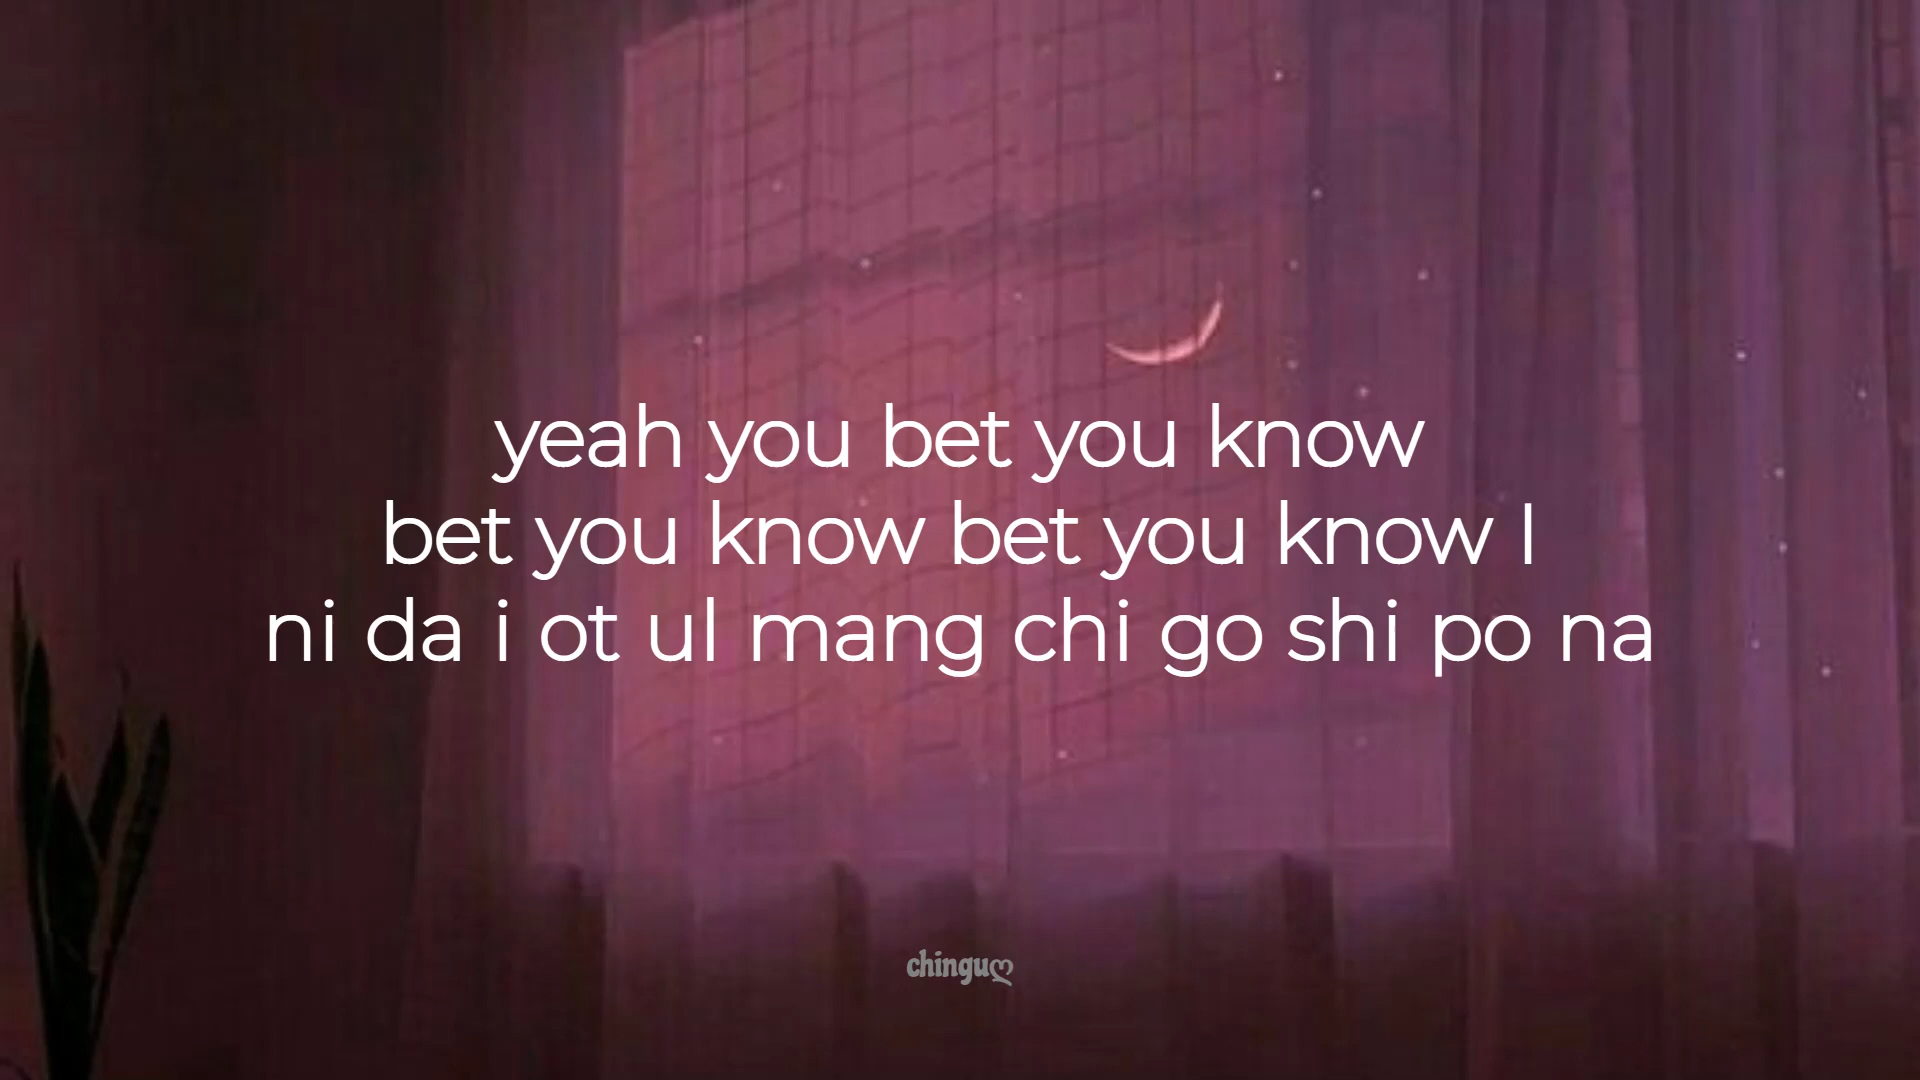 yeah you bet you know
bet you know bet you know I
ni da i ot ul mang chi go shi po na
chinguღ